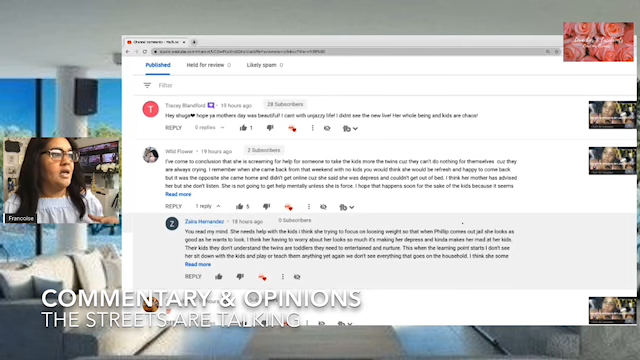 Published
Held for review 0
Likely spam 0
Filter
Tracey Blandford
15 hours ago
28 Subscribers
Hey shuga❤ hope ya mothers day was beautiful! I cant with unjazzy life! I didnt see the new live! Her whole being and kids are chaos!
REPLY 0 replies 1
Wild Flower • 19 hours ago
2 Subscribers
I've come to conclusion that she is screaming for help for someone to take the kids more the twins cuz they can't do nothing for themselves cuz they
are always crying. I remember when she came back from that weekend with no kids you would think she would be refresh and happy to come back
but it was the opposite she came home and didn't get online cuz she said she was depress and couldn't get out of bed. I think her mother has advised
her but she don't listen. She is not going to get help mentally unless she is force. I hope that happens soon for the sake of the kids because it seems
Read more
REPLY 1 reply 5
Z
Zaira Hernandez • 18 hours ago
0 Subscribers
You read my mind. She needs help with the kids i think she trying to focus on loosing weight so that when Phillip comes out jail she looks as
good as he want to look. I think her having to worry about her looks so much it's making her depress and kinda makes her mad at her kids.
Their kids they don't understand the twins are toddlers they need to entertained and nurture. This when the learning point starts I don't see
her sit down with the kids and play or teach them anything yet again we don't see everything that goes on the household. I think she some
Read more
REPLY
Francoise
COMMENTARY & OPINIONS
THE STREETS ARE TALKING